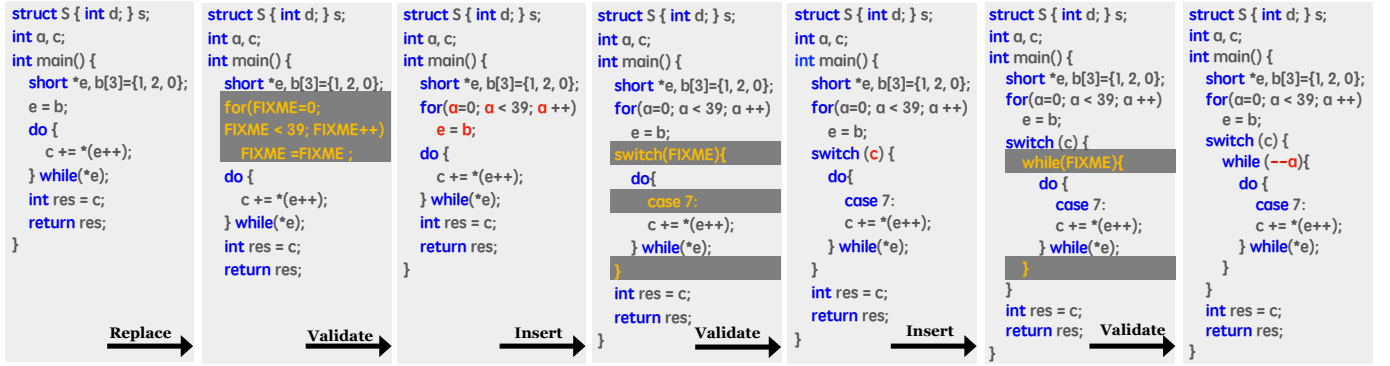 struct S { int d; } s;
int a, c;
int main() {
short *e, b[3]={1, 2, 0};
e = b;
do {
c += *(e++);
} while(*e);
int res = c;
return res;
}
Replace
struct S { int d; } s;
int a, c;
int main() {
short *e, b[3]={1, 2, 0};
for(FIXME=0;
FIXME < 39; FIXME++)
FIXME =FIXME ;
do {
c += *(e++);
} while(*e);
int res = c;
return res;
Validate
struct S { int d; } s;
int a, c;
int main() {
short *e, b[3]={1, 2, 0};
for(a=0; a < 39; a ++)
e = b;
do {
c += *(e++);
} while(*e);
int res = c;
return res;
}
Insert
struct S { int d; } s;
int a, c;
int main() {
short *e, b[3]={1, 2, 0};
for(a=0; a < 39; a ++)
e = b;
switch(FIXME){
do{
case 7:
c += *(e++);
} while(*e);
}
int res = c;
return res;
}
Validate
struct S { int d; } s;
int a, c;
int main() {
short *e, b[3]={1, 2, 0};
for(a=0; a < 39; a ++)
e = b;
switch (c) {
do{
case 7:
c += *(e++);
} while(*e);
}
int res = c;
return res;
}
Insert
struct S { int d; } s;
int a, c;
int main() {
short *e, b[3]={1, 2, 0};
for(a=0; a < 39; a ++)
e = b;
switch (c) {
while(FIXME){
do {
case 7:
c += *(e++);
} while(*e);
}
}
int res = c;
return res;
}
Validate
struct S { int d; } s;
int a, c;
int main() {
short *e, b[3]={1, 2, 0};
for(a=0; a < 39; a ++)
e = b;
switch (c) {
while (--a){
do {
case 7:
c += *(e++);
} while(*e);
}
}
int res = c;
return res;
}